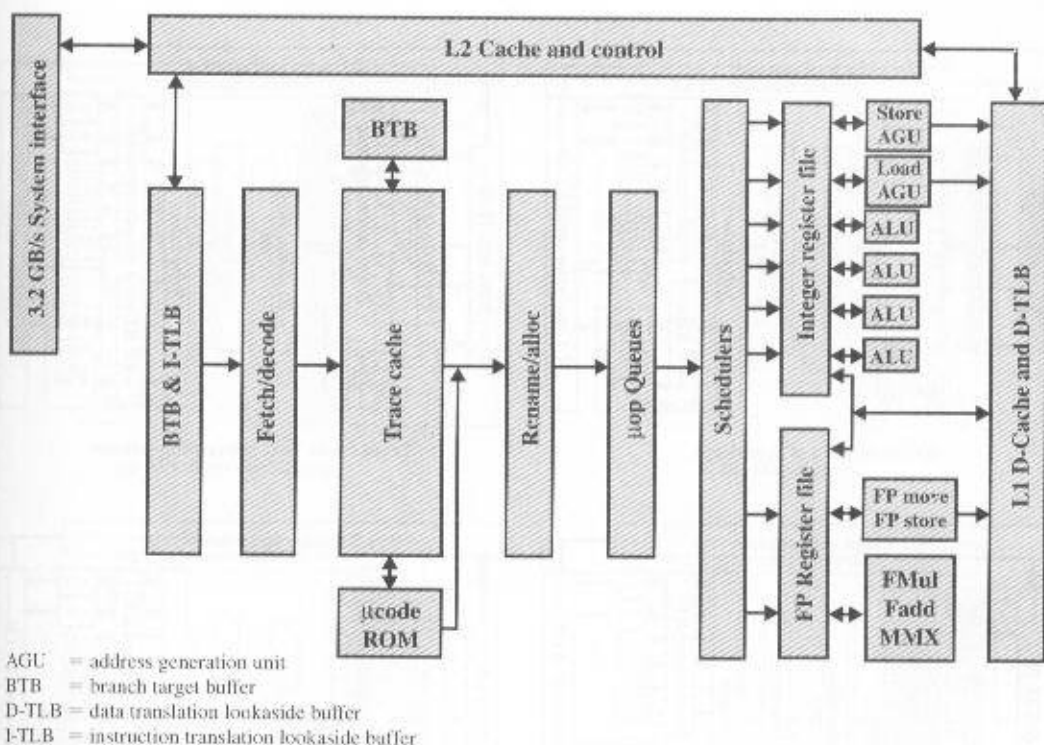 L2 Cache and control
3.2 GB/s System interface
BTB
BTB & I-TLB
Fetch/decode
Trace cache
µcode
ROM
Rename/alloc
µop Queues
Schedulers
Integer register file
FP Register file
Store
AGU
Load
AGU
ALU
ALU
ALU
ALU
FP move
FP store
FMul
Fadd
MMX
L1 D-Cache and D-TLB
AGU = address generation unit
BTB = branch target buffer
D-TLB = data translation lookaside buffer
I-TLB = instruction translation lookaside buffer